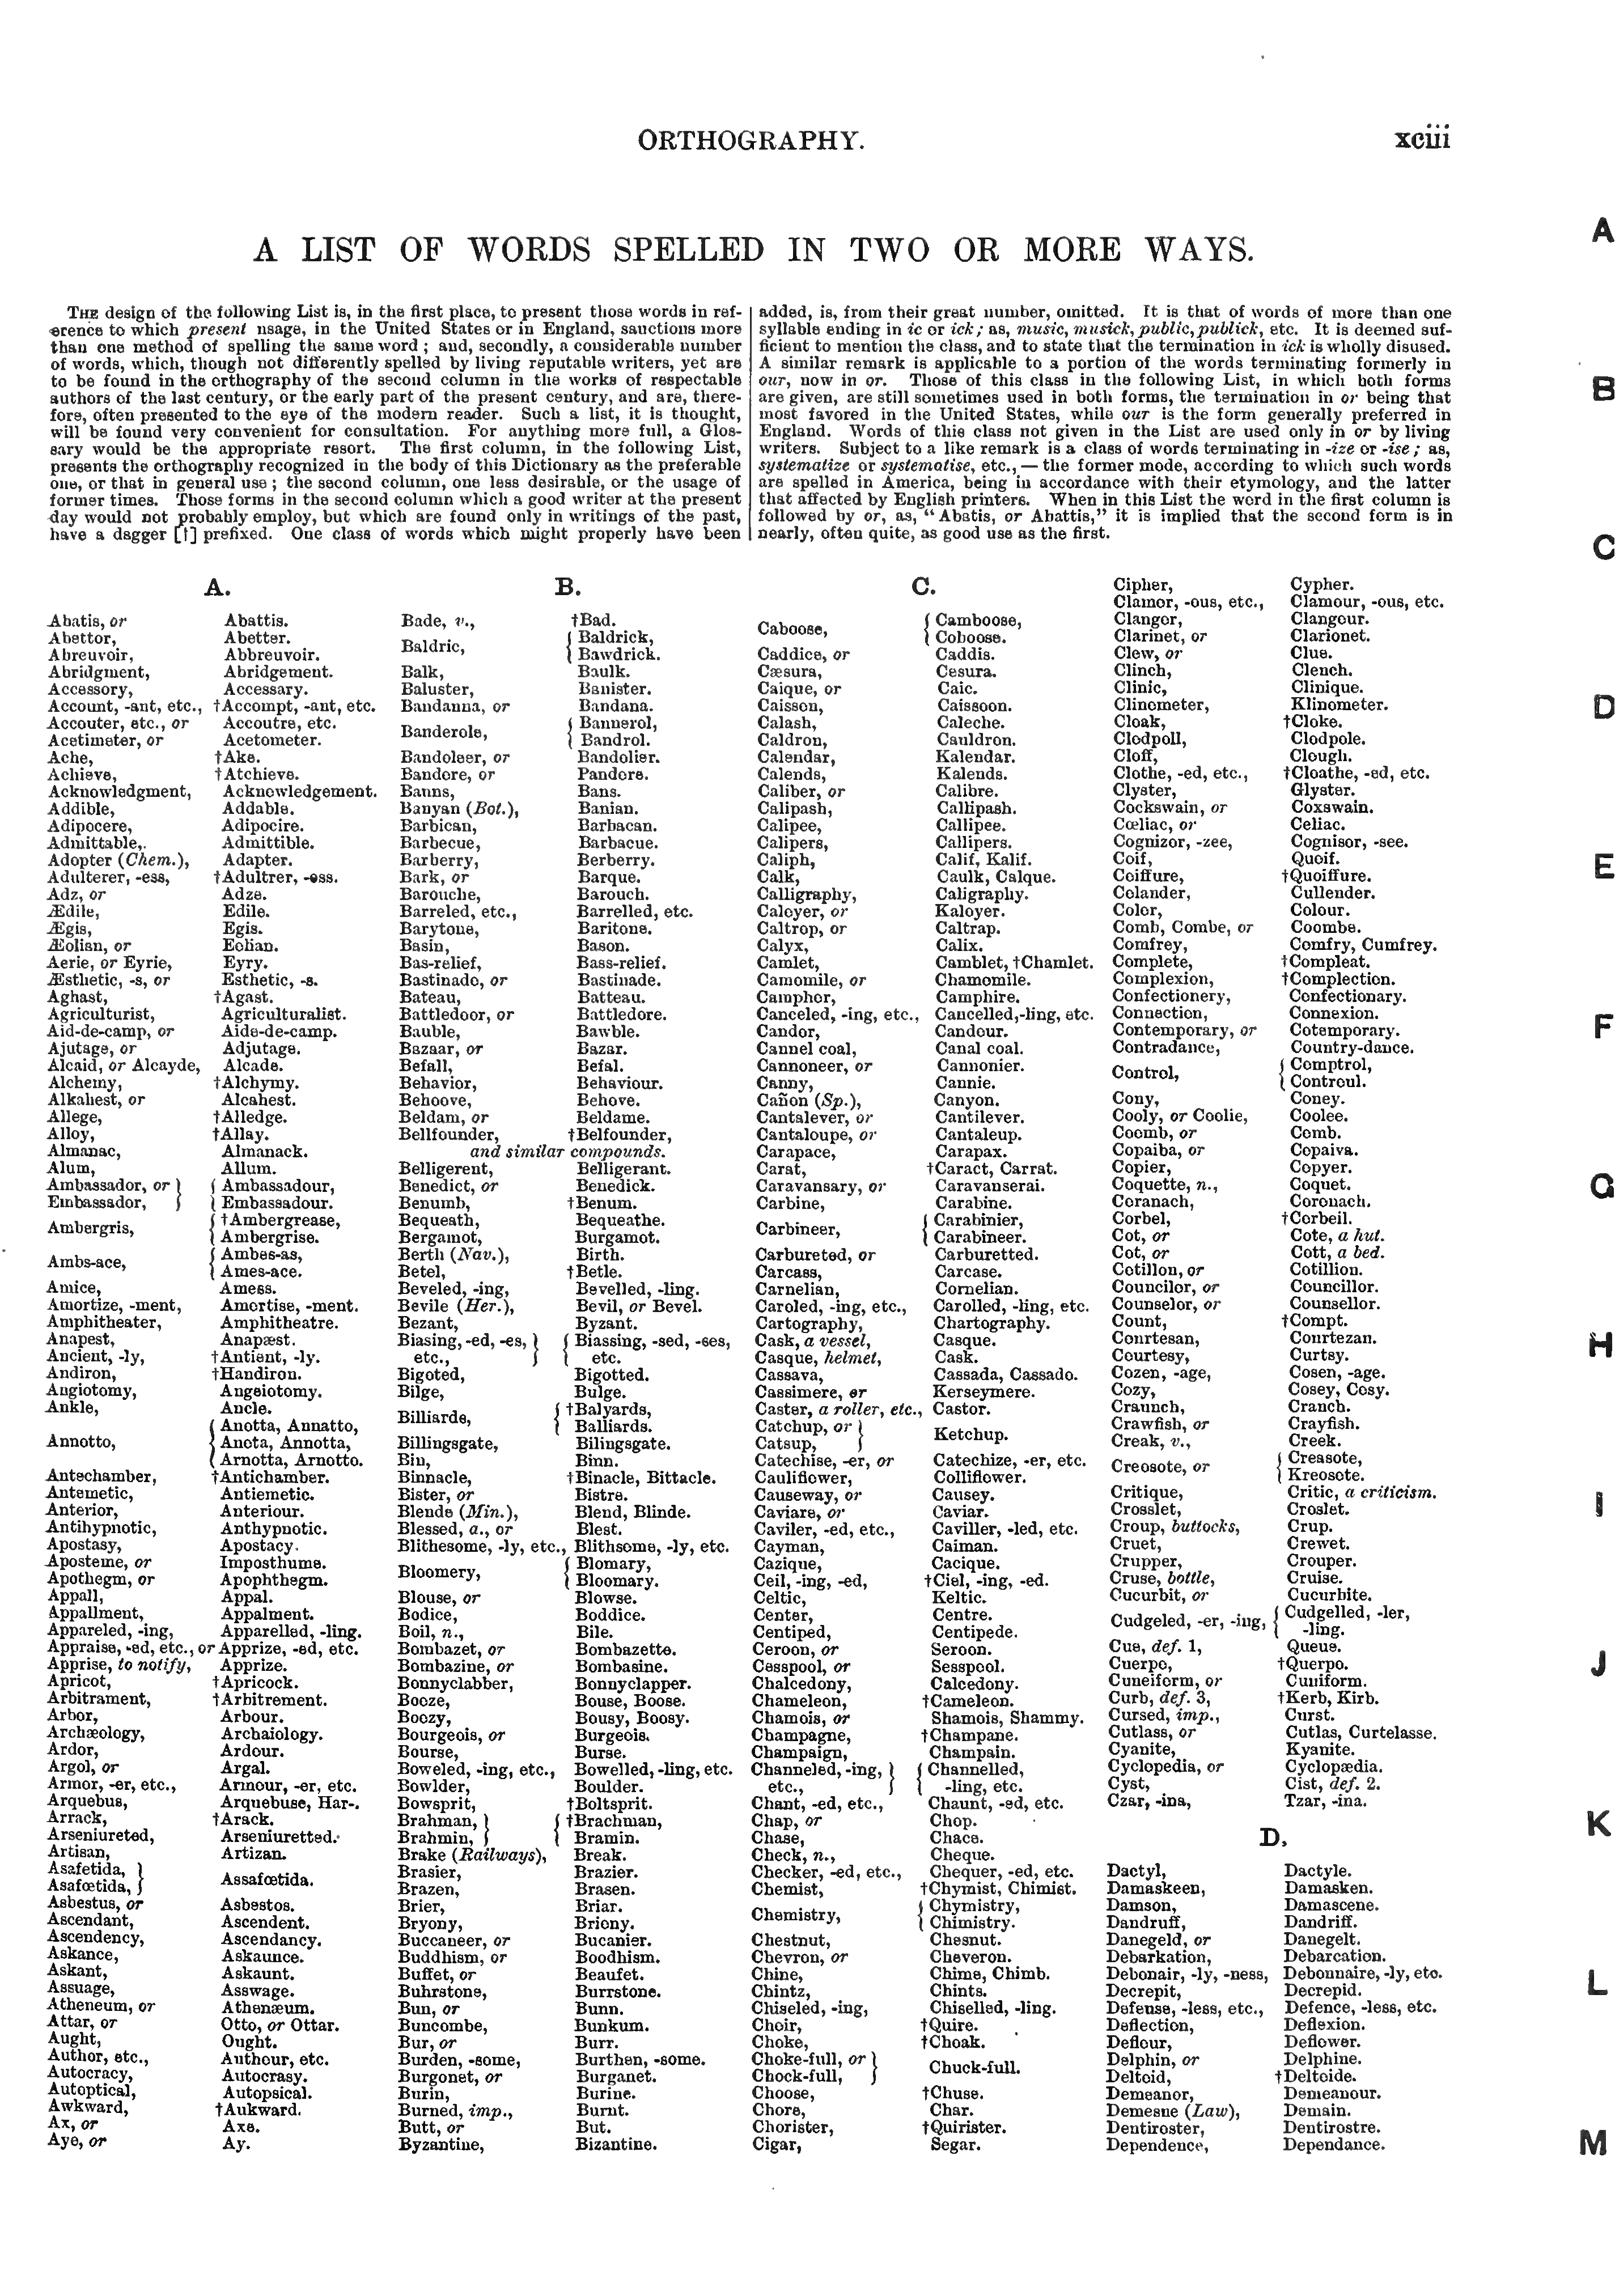 ORTHOGRAPHY. xciii
A LIST OF WORDS SPELLED IN TWO OR MORE WAYS.
THE design of the following List is, in the first place, to present those words in ref-
erence to which present usage, in the United States or in England, sanctions more
than one method of spelling the same word; and, secondly, a considerable number
of words, which, though not differently spelled by living reputable writers, yet are
to be found in the orthography of the second column in the works of respectable
authors of the last century, or the early part of the present century, and are, there-
fore, often presented to the eye of the modern reader. Such a list, it is thought,
will be found very convenient for consultation. For anything more full, a Glos-
sary would be the appropriate resort. The first column, in the following List,
presents the orthography recognized in the body of this Dictionary as the preferable
one, or that in general use; the second column, one less desirable, or the usage of
former times. Those forms in the second column which a good writer at the present
day would not probably employ, but which are found only in writings of the past,
have a dagger [†] prefixed. One class of words which might properly have been
added, is, from their great number, omitted. It is that of words of more than one
syllable ending in ic or ick; as, music, musick, public, publick, etc. It is deemed suf-
ficient to mention the class, and to state that the termination in ick is wholly disused.
A similar remark is applicable to a portion of the words terminating formerly in
our, now in or. Those of this class in the following List, in which both forms
are given, are still sometimes used in both forms, the termination in or being that
most favored in the United States, while our is the form generally preferred in
England. Words of this class not given in the List are used only in or by living
writers. Subject to a like remark is a class of words terminating in -ize or -ise; as,
systematize or systematise, etc., — the former mode, according to which such words
are spelled in America, being in accordance with their etymology, and the latter
that affected by English printers. When in this List the word in the first column is
followed by or, as, “Abatis, or Abattis,” it is implied that the second form is in
nearly, often quite, as good use as the first.
A.
Abatis, or Abattis.
Abettor, Abetter.
Abreuvoir, Abbreuvoir.
Abridgment, Abridgement.
Accessory, Accessary.
Account, -ant, etc., †Accompt, -ant, etc.
Accouter, etc., or Accoutre, etc.
Acetimeter, or Acetometer.
Ache, †Ake.
Achieve, †Atchieve.
Acknowledgment, Acknowledgement.
Addible, Addable.
Adipocere, Adipocire.
Admittable, Admittible.
Adopter (Chem.), Adapter.
Adulterer, -ess, †Adultrer, -ess.
Adz, or Adze.
Ædile, Edile.
Ægis, Egis.
Æolian, or Eolian.
Aerie, or Eyrie, Eyry.
Æsthetic, -s, or Esthetic, -s.
Aghast, †Agast.
Agriculturist, Agriculturalist.
Aid-de-camp, or Aide-de-camp.
Ajutage, or Adjutage.
Alcaid, or Alcayde, Alcade.
Alchemy, †Alchymy.
Alkahest, or Alcahest.
Allege, †Alledge.
Alloy, †Allay.
Almanac, Almanack.
Alum, Allum.
Ambassador, or } { Ambassadour,
Embassador, } { Embassadour.
Ambergris, { †Ambergrease,
{ Ambergrise.
Ambs-ace, { Ambes-as,
{ Ames-ace.
Amice, Amess.
Amortize, -ment, Amortise, -ment.
Amphitheater, Amphitheatre.
Anapest, Anapæst.
Ancient, -ly, †Antient, -ly.
Andiron, †Handiron.
Angiotomy, Angeiotomy.
Ankle, Ancle.
Annotto, { Anotta, Annatto,
{ Anota, Annotta,
{ Arnotta, Arnotto.
Antechamber, †Antichamber.
Antemetic, Antiemetic.
Anterior, Anteriour.
Antihypnotic, Anthypnotic.
Apostasy, Apostacy.
Aposteme, or Imposthume.
Apothegm, or Apophthegm.
Appall, Appal.
Appallment, Appalment.
Appareled, -ing, Apparelled, -ling.
Appraise, -ed, etc., or Apprize, -ed, etc.
Apprise, to notify, Apprize.
Apricot, †Apricock.
Arbitrament, †Arbitrement.
Arbor, Arbour.
Archæology, Archaiology.
Ardor, Ardour.
Argol, or Argal.
Armor, -er, etc., Armour, -er, etc.
Arquebus, Arquebuse, Har-.
Arrack, †Arack.
Arseniureted, Arseniuretted.
Artisan, Artizan.
Asafetida, } Assafœtida.
Asafœtida, }
Asbestus, or Asbestos.
Ascendant, Ascendent.
Ascendency, Ascendancy.
Askance, Askaunce.
Askant, Askaunt.
Assuage, Asswage.
Atheneum, or Athenæum.
Attar, or Otto, or Ottar.
Aught, Ought.
Author, etc., Authour, etc.
Autocracy, Autocrasy.
Autoptical, Autopsical.
Awkward, †Aukward.
Ax, or Axe.
Aye, or Ay.
B.
Bade, v., †Bad.
Baldric, { Baldrick,
{ Bawdrick.
Balk, Baulk.
Baluster, Banister.
Bandanna, or Bandana.
Banderole, { Bannerol,
{ Bandrol.
Bandoleer, or Bandolier.
Bandore, or Pandore.
Banns, Bans.
Banyan (Bot.), Banian.
Barbican, Barbacan.
Barbecue, Barbacue.
Barberry, Berberry.
Bark, or Barque.
Barouche, Barouch.
Barreled, etc., Barrelled, etc.
Barytone, Baritone.
Basin, Bason.
Bas-relief, Bass-relief.
Bastinado, or Bastinade.
Bateau, Batteau.
Battledoor, or Battledore.
Bauble, Bawble.
Bazaar, or Bazar.
Befall, Befal.
Behavior, Behaviour.
Behoove, Behove.
Beldam, or Beldame.
Bellfounder, †Belfounder,
and similar compounds.
Belligerent, Belligerant.
Benedict, or Benedick.
Benumb, †Benum.
Bequeath, Bequeathe.
Bergamot, Burgamot.
Berth (Nav.), Birth.
Betel, †Betle.
Beveled, -ing, Bevelled, -ling.
Bevile (Her.), Bevil, or Bevel.
Bezant, Byzant.
Biasing, -ed, -es, } { Biassing, -sed, -ses,
etc., } { etc.
Bigoted, Bigotted.
Bilge, Bulge.
Billiards, { †Balyards,
{ Balliards.
Billingsgate, Bilingsgate.
Bin, Binn.
Binnacle, †Binacle, Bittacle.
Bister, or Bistre.
Blende (Min.), Blend, Blinde.
Blessed, a., or Blest.
Blithesome, -ly, etc., Blithsome, -ly, etc.
Bloomery, { Blomary,
{ Bloomary.
Blouse, or Blowse.
Bodice, Boddice.
Boil, n., Bile.
Bombazet, or Bombazette.
Bombazine, or Bombasine.
Bonnyclabber, Bonnyclapper.
Booze, Bouse, Boose.
Boozy, Bousy, Boosy.
Bourgeois, or Burgeois.
Bourse, Burse.
Boweled, -ing, etc., Bowelled, -ling, etc.
Bowlder, Boulder.
Bowsprit, †Boltsprit.
Brahman, } { †Brachman,
Brahmin, } { Bramin.
Brake (Railways), Break.
Brasier, Brazier.
Brazen, Brasen.
Brier, Briar.
Bryony, Briony.
Buccaneer, or Bucanier.
Buddhism, or Boodhism.
Buffet, or Beaufet.
Buhrstone, Burrstone.
Bun, or Bunn.
Buncombe, Bunkum.
Bur, or Burr.
Burden, -some, Burthen, -some.
Burgonet, or Burganet.
Burin, Burine.
Burned, imp., Burnt.
Butt, or But.
Byzantine, Bizantine.
C.
Caboose, { Camboose,
{ Coboose.
Caddice, or Caddis.
Cæsura, Cesura.
Caique, or Caic.
Caisson, Caissoon.
Calash, Caleche.
Caldron, Cauldron.
Calendar, Kalendar.
Calends, Kalends.
Caliber, or Calibre.
Calipash, Callipash.
Calipee, Callipee.
Calipers, Callipers.
Caliph, Calif, Kalif.
Calk, Caulk, Calque.
Calligraphy, Caligraphy.
Caloyer, or Kaloyer.
Caltrop, or Caltrap.
Calyx, Calix.
Camlet, Camblet, †Chamlet.
Camomile, or Chamomile.
Camphor, Camphire.
Canceled, -ing, etc., Cancelled,-ling, etc.
Candor, Candour.
Cannel coal, Canal coal.
Cannoneer, or Cannonier.
Canny, Cannie.
Cañon (Sp.), Canyon.
Cantalever, or Cantilever.
Cantaloupe, or Cantaleup.
Carapace, Carapax.
Carat, †Caract, Carrat.
Caravansary, or Caravanserai.
Carbine, Carabine.
Carbineer, { Carabinier,
{ Carabineer.
Carbureted, or Carburetted.
Carcass, Carcase.
Carnelian, Cornelian.
Caroled, -ing, etc., Carolled, -ling, etc.
Cartography, Chartography.
Cask, a vessel, Casque.
Casque, helmet, Cask.
Cassava, Cassada, Cassado.
Cassimere, or Kerseymere.
Caster, a roller, etc., Castor.
Catchup, or } Ketchup.
Catsup, }
Catechise, -er, or Catechize, -er, etc.
Cauliflower, Colliflower.
Causeway, or Causey.
Caviare, or Caviar.
Caviler, -ed, etc., Caviller, -led, etc.
Cayman, Caiman.
Cazique, Cacique.
Ceil, -ing, -ed, †Ciel, -ing, -ed.
Celtic, Keltic.
Center, Centre.
Centiped, Centipede.
Ceroon, or Seroon.
Cesspool, or Sesspool.
Chalcedony, Calcedony.
Chameleon, †Cameleon.
Chamois, or Shamois, Shammy.
Champagne, †Champane.
Champaign, Champain.
Channeled, -ing, } { Channelled,
etc., } { -ling, etc.
Chant, -ed, etc., Chaunt, -ed, etc.
Chap, or Chop.
Chase, Chace.
Check, n., Cheque.
Checker, -ed, etc., Chequer, -ed, etc.
Chemist, †Chymist, Chimist.
Chemistry, { Chymistry,
{ Chimistry.
Chestnut, Chesnut.
Chevron, or Cheveron.
Chine, Chime, Chimb.
Chintz, Chints.
Chiseled, -ing, Chiselled, -ling.
Choir, †Quire.
Choke, †Choak.
Choke-full, or } Chuck-full.
Chock-full, }
Choose, †Chuse.
Chore, Char.
Chorister, †Quirister.
Cigar, Segar.
Cipher, Cypher.
Clamor, -ous, etc., Clamour, -ous, etc.
Clangor, Clangour.
Clarinet, or Clarionet.
Clew, or Clue.
Clinch, Clench.
Clinic, Clinique.
Clinometer, Klinometer.
Cloak, †Cloke.
Clodpoll, Clodpole.
Cloff, Clough.
Clothe, -ed, etc., †Cloathe, -ed, etc.
Clyster, Glyster.
Cockswain, or Coxswain.
Cœliac, or Celiac.
Cognizor, -zee, Cognisor, -see.
Coif, Quoif.
Coiffure, †Quoiffure.
Colander, Cullender.
Color, Colour.
Comb, Combe, or Coombe.
Comfrey, Comfry, Cumfrey.
Complete, †Compleat.
Complexion, †Complection.
Confectionery, Confectionary.
Connection, Connexion.
Contemporary, or Cotemporary.
Contradance, Country-dance.
Control, { Comptrol,
{ Controul.
Cony, Coney.
Cooly, or Coolie, Coolee.
Coomb, or Comb.
Copaiba, or Copaiva.
Copier, Copyer.
Coquette, n., Coquet.
Coranach, Coronach.
Corbel, †Corbeil.
Cot, or Cote, a hut.
Cot, or Cott, a bed.
Cotillon, or Cotillion.
Councilor, or Councillor.
Counselor, or Counsellor.
Count, †Compt.
Courtesan, Courtezan.
Courtesy, Curtsy.
Cozen, -age, Cosen, -age.
Cozy, Cosey, Cosy.
Craunch, Cranch.
Crawfish, or Crayfish.
Creak, v., Creek.
Creosote, or { Creasote,
{ Kreosote.
Critique, Critic, a criticism.
Crosslet, Croslet.
Croup, buttocks, Crup.
Cruet, Crewet.
Crupper, Crouper.
Cruse, bottle, Cruise.
Cucurbit, or Cucurbite.
Cudgeled, -er, -ing, { Cudgelled, -ler,
{ -ling.
Cue, def. 1, Queue.
Cuerpo, †Querpo.
Cuneiform, or Cuniform.
Curb, def. 3, †Kerb, Kirb.
Cursed, imp., Curst.
Cutlass, or Cutlas, Curtelasse.
Cyanite, Kyanite.
Cyclopedia, or Cyclopædia.
Cyst, Cist, def. 2.
Czar, -ina, Tzar, -ina.
D.
Dactyl, Dactyle.
Damaskeen, Damasken.
Damson, Damascene.
Dandruff, Dandriff.
Danegeld, or Danegelt.
Debarkation, Debarcation.
Debonair, -ly, -ness, Debonnaire, -ly, etc.
Decrepit, Decrepid.
Defense, -less, etc., Defence, -less, etc.
Deflection, Deflexion.
Deflour, Deflower.
Delphin, or Delphine.
Deltoid, †Deltoide.
Demeanor, Demeanour.
Demesne (Law), Demain.
Dentiroster, Dentirostre.
Dependence, Dependance.
A
B
C
D
E
F
G
H
I
J
K
L
M